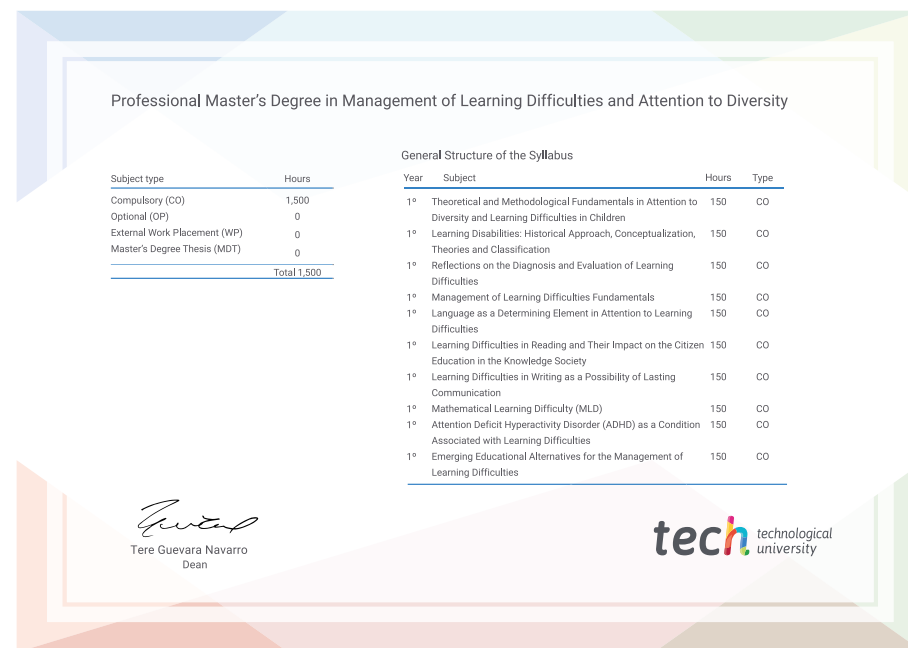 Professional Master's Degree in Management of Learning Difficulties and Attention to Diversity
Subject type Hours
Compulsory (CO) 1,500
Optional (OP) 0
External Work Placement (WP) 0
Master's Degree Thesis (MDT) 0
Total 1,500
General Structure of the Syllabus
Year Subject Hours Type
1º Theoretical and Methodological Fundamentals in Attention to 150 CO
Diversity and Learning Difficulties in Children
1º Learning Disabilities: Historical Approach, Conceptualization, 150 CO
Theories and Classification
1º Reflections on the Diagnosis and Evaluation of Learning 150 CO
Difficulties
1º Management of Learning Difficulties Fundamentals 150 CO
1º Language as a Determining Element in Attention to Learning 150 CO
Difficulties
1º Learning Difficulties in Reading and Their Impact on the Citizen 150 CO
Education in the Knowledge Society
1º Learning Difficulties in Writing as a Possibility of Lasting 150 CO
Communication
1º Mathematical Learning Difficulty (MLD) 150 CO
1º Attention Deficit Hyperactivity Disorder (ADHD) as a Condition 150 CO
Associated with Learning Difficulties
1º Emerging Educational Alternatives for the Management of 150 CO
Learning Difficulties
Tere Guevara Navarro
Dean
tech technological
university